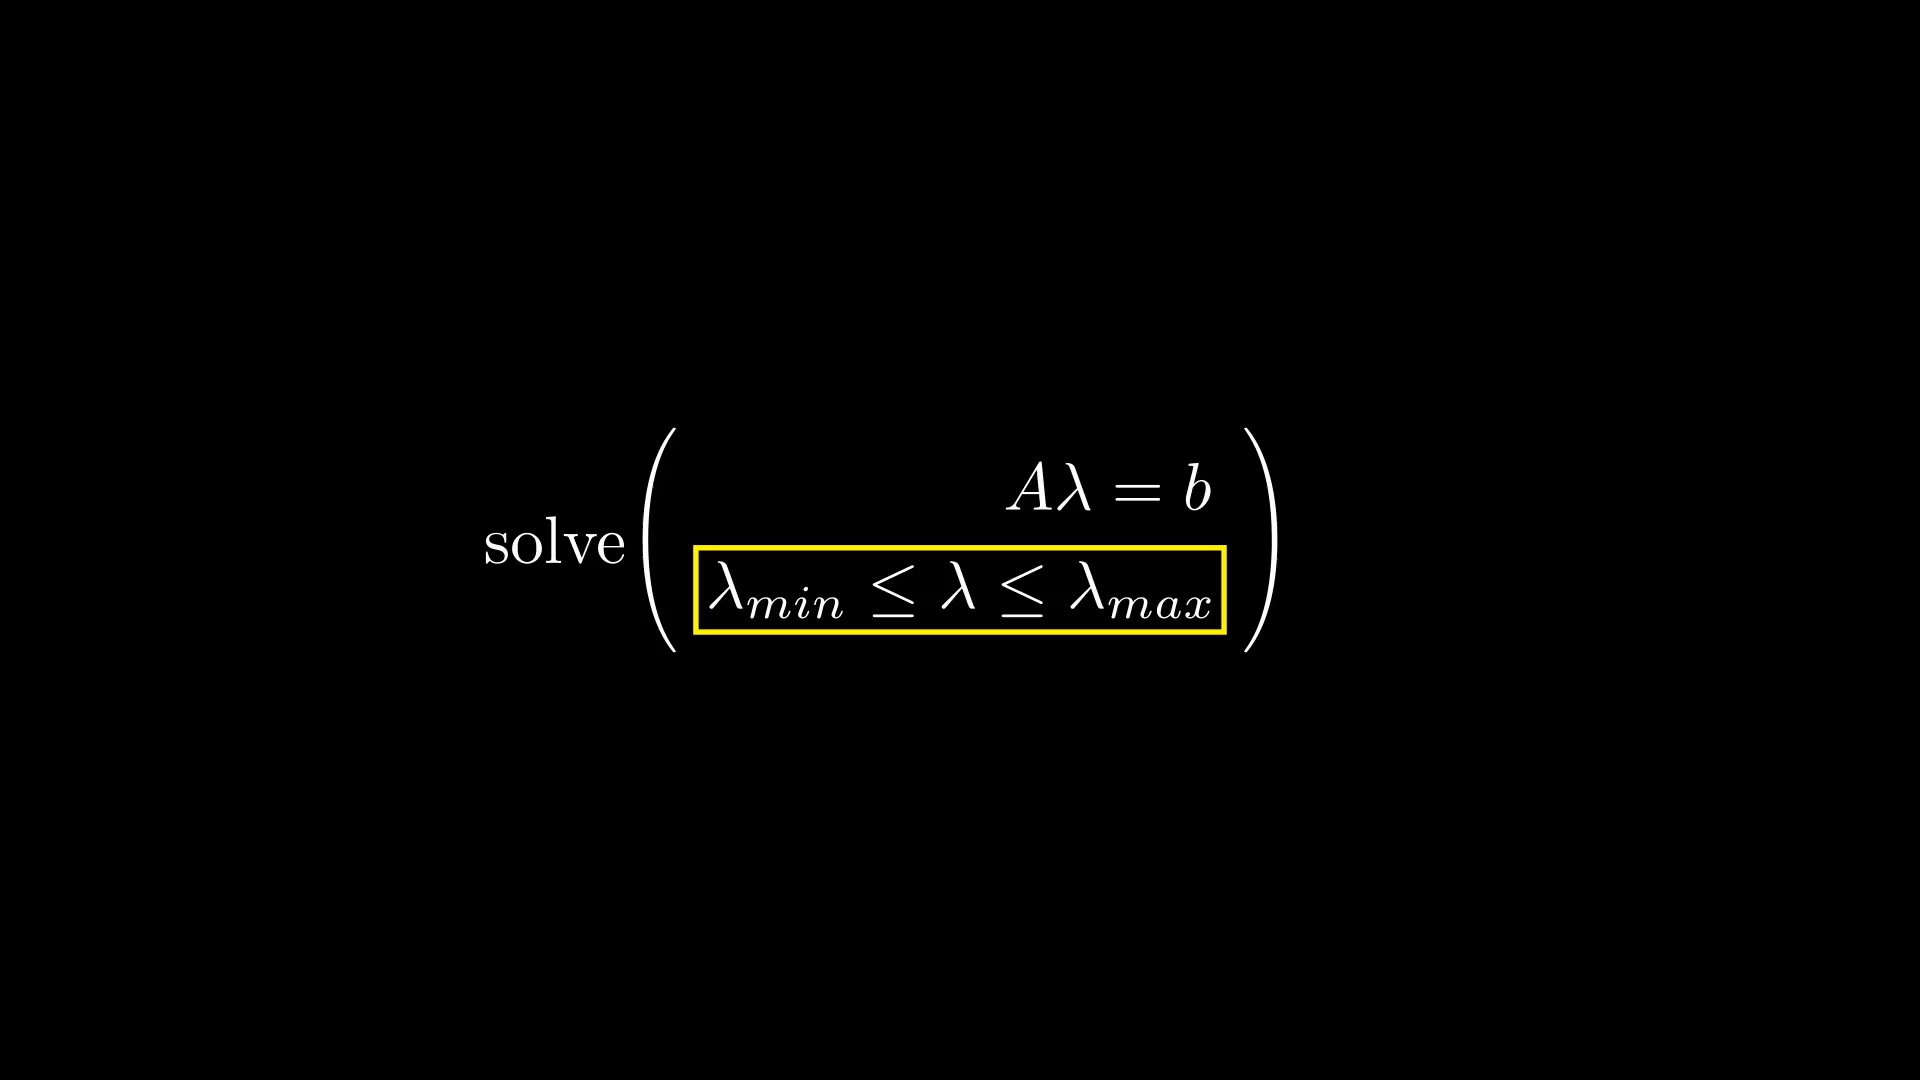 Aλ = b
solve( λ_min ≤ λ ≤ λ_max )